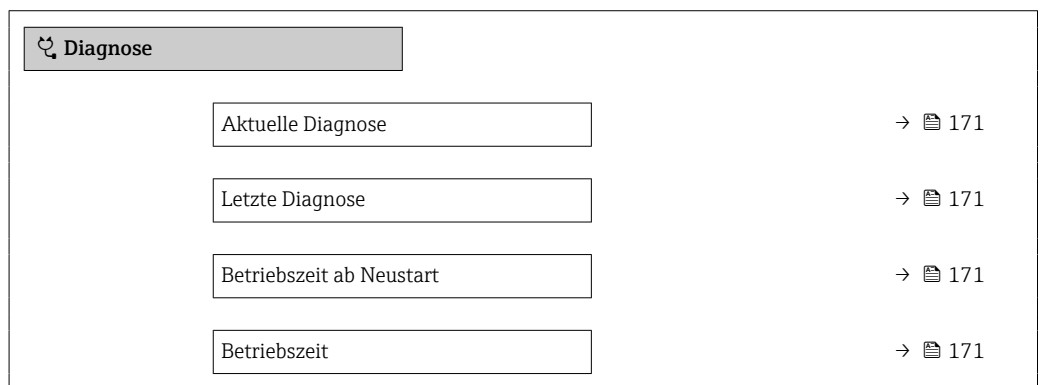 Diagnose
Aktuelle Diagnose → 171
Letzte Diagnose → 171
Betriebszeit ab Neustart → 171
Betriebszeit → 171